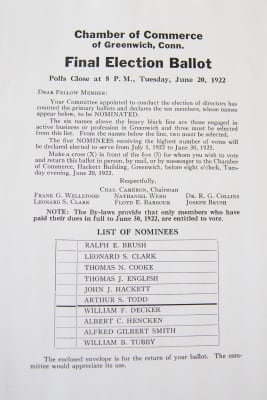 Chamber of Commerce
of Greenwich, Conn.
Final Election Ballot
Polls Close at 8 P. M., Tuesday, June 20, 1922
DEAR FELLOW MEMBER:
Your Committee appointed to conduct the election of directors has
counted the primary ballots and declares the ten members, whose names
appear below, to be NOMINATED.
The six names above the heavy black line are those engaged in
active business or profession in Greenwich and three must be selected
from this list. From the names below the line, two must be selected.
The five NOMINEES receiving the highest number of votes will
be declared elected to serve from July 1, 1922 to June 30, 1925.
Make a cross (X) in front of the five (5) for whom you wish to vote
and return this ballot in person, by mail, or by messenger to the Chamber
of Commerce, Hackett Building, Greenwich, before eight o'clock, Tues-
day evening, June 20, 1922.
Respectfully,
CHAS. CAMERON, Chairman
FRANK G. WELLSTOOD NATHANIEL WEBB DR. R. G. COLLINS
LEONARD S. CLARK FLOYD E. BARBOUR JOSEPH BRUSH
NOTE: The By-laws provide that only members who have
paid their dues in full to June 30, 1922, are entitled to vote.
LIST OF NOMINEES
RALPH E. BRUSH
LEONARD S. CLARK
THOMAS N. COOKE
THOMAS J. ENGLISH
JOHN J. HACKETT
ARTHUR S. TODD
WILLIAM F. DECKER
ALBERT C. HENCKEN
ALFRED GILBERT SMITH
WILLIAM B. TUBBY
The enclosed envelope is for the return of your ballot. The com-
mittee would appreciate its use.